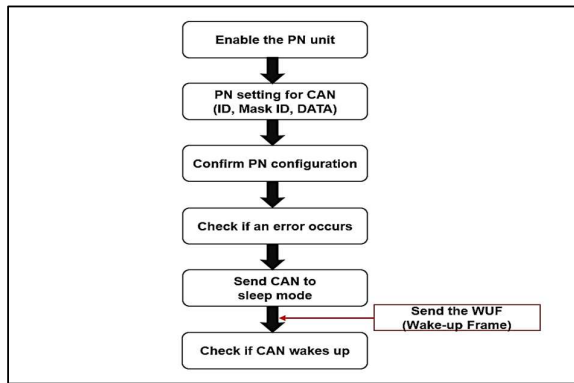 Enable the PN unit
PN setting for CAN
(ID, Mask ID, DATA)
Confirm PN configuration
Check if an error occurs
Send CAN to
sleep mode
Send the WUF
(Wake-up Frame)
Check if CAN wakes up